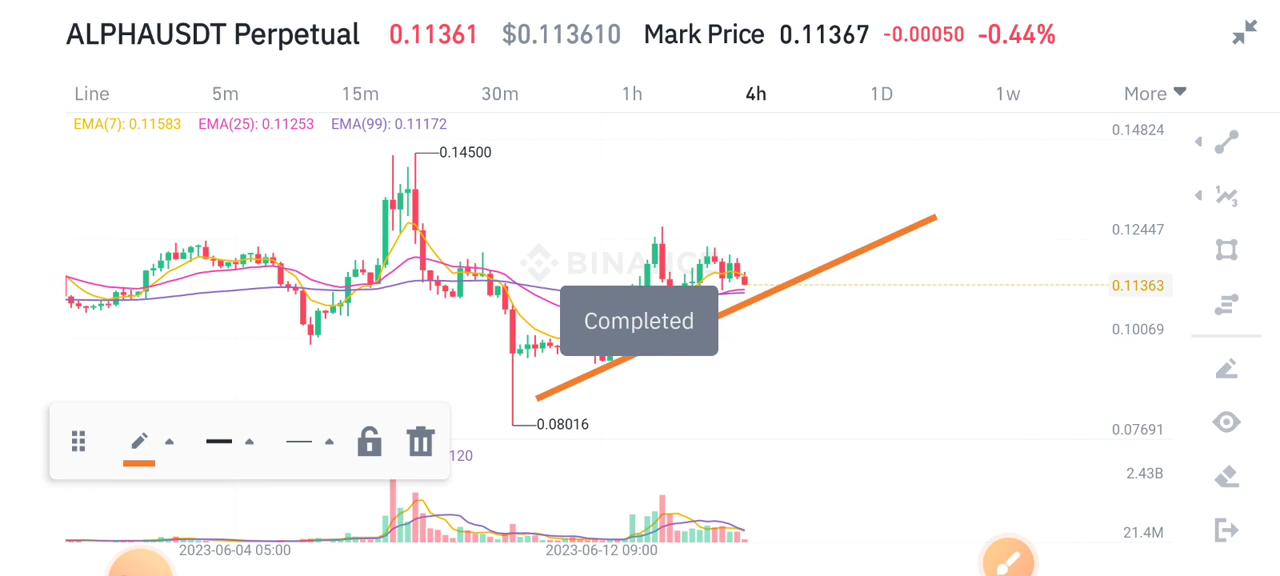 ALPHAUSDT Perpetual 0.11361 $0.113610 Mark Price 0.11367 -0.00050 -0.44%
Line 5m 15m 30m 1h 4h 1D 1w More
EMA(7): 0.11583 EMA(25): 0.11253 EMA(99): 0.11172
0.14824
0.14500
0.12447
0.11363
Completed
0.10069
0.08016
0.07691
120
2.43B
21.4M
2023-06-04 05:00 2023-06-12 09:00